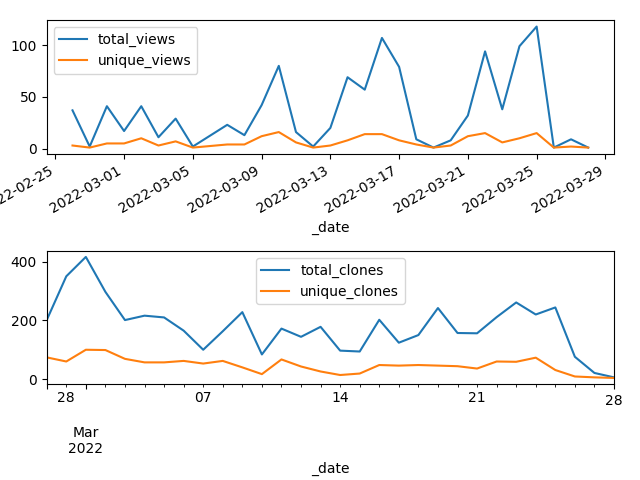 total_views
unique_views
100
50
0
22-02-25
2022-03-01
2022-03-05
2022-03-09
2022-03-13
2022-03-17
2022-03-21
2022-03-25
2022-03-29
_date
total_clones
unique_clones
400
200
0
28 07 14 21 28
Mar
2022
_date